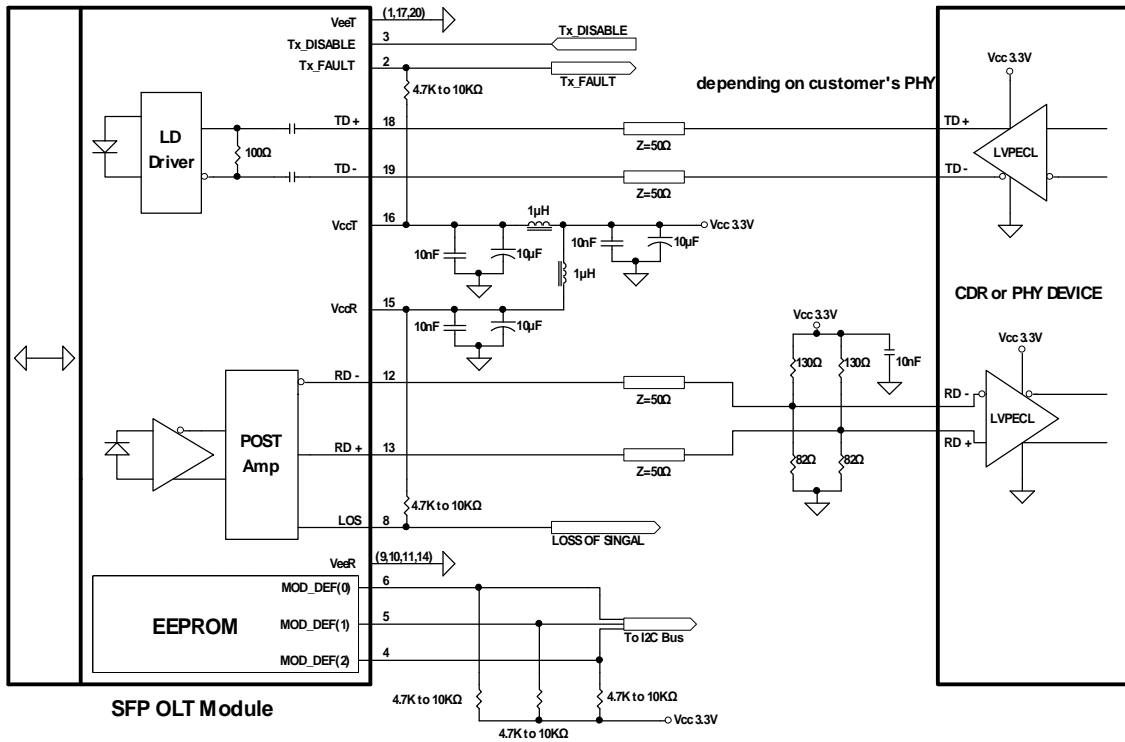 VeeT (1,17,20)
Tx_DISABLE 3 Tx_DISABLE
Tx_FAULT 2 Tx_FAULT
4.7K to 10KΩ
depending on customer's PHY
Vcc 3.3V
LD
Driver
100Ω
TD + 18 Z=50Ω TD +
TD - 19 Z=50Ω TD -
LVPECL
VccT 16
1µH
Vcc 3.3V
10nF 10µF 10nF 10µF
1µH
VccR 15
10nF 10µF
CDR or PHY DEVICE
Vcc 3.3V
130Ω 130Ω 10nF
Vcc 3.3V
RD - 12 Z=50Ω RD -
RD + 13 Z=50Ω RD +
LVPECL
82Ω 82Ω
POST
Amp
4.7K to 10KΩ
LOS 8 LOSS OF SINGAL
VeeR (9,10,11,14)
MOD_DEF(0) 6
EEPROM MOD_DEF(1) 5 To I2C Bus
MOD_DEF(2) 4
4.7K to 10KΩ 4.7K to 10KΩ
4.7K to 10KΩ
Vcc 3.3V
SFP OLT Module